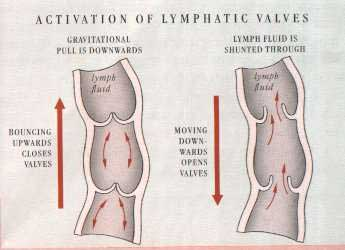 ACTIVATION OF LYMPHATIC VALVES
GRAVITATIONAL
PULL IS DOWNWARDS
LYMPH FLUID IS
SHUNTED THROUGH
lymph
fluid
lymph
fluid
BOUNCING
UPWARDS
CLOSES
VALVES
MOVING
DOWN-
WARDS
OPENS
VALVES